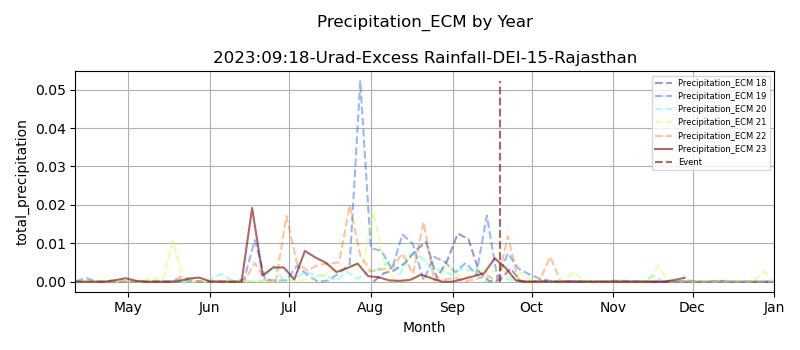 Precipitation_ECM by Year
2023:09:18-Urad-Excess Rainfall-DEI-15-Rajasthan
total_precipitation
0.05
0.04
0.03
0.02
0.01
0.00
Precipitation_ECM 18
Precipitation_ECM 19
Precipitation_ECM 20
Precipitation_ECM 21
Precipitation_ECM 22
Precipitation_ECM 23
Event
May Jun Jul Aug Sep Oct Nov Dec Jan
Month